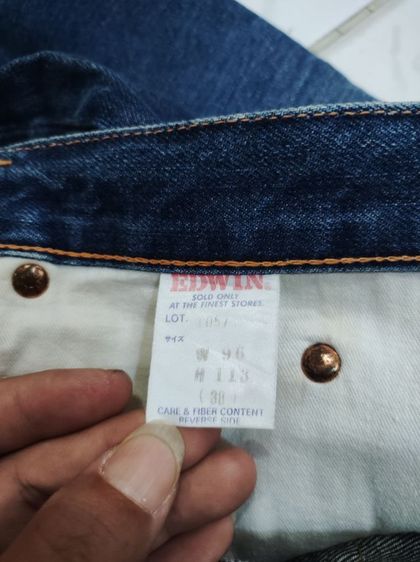 EDWIN.
SOLD ONLY
AT THE FINEST STORES.
LOT.
サイズ
W 96
H 113
(38)
CARE & FIBER CONTENT
REVERSE SIDE